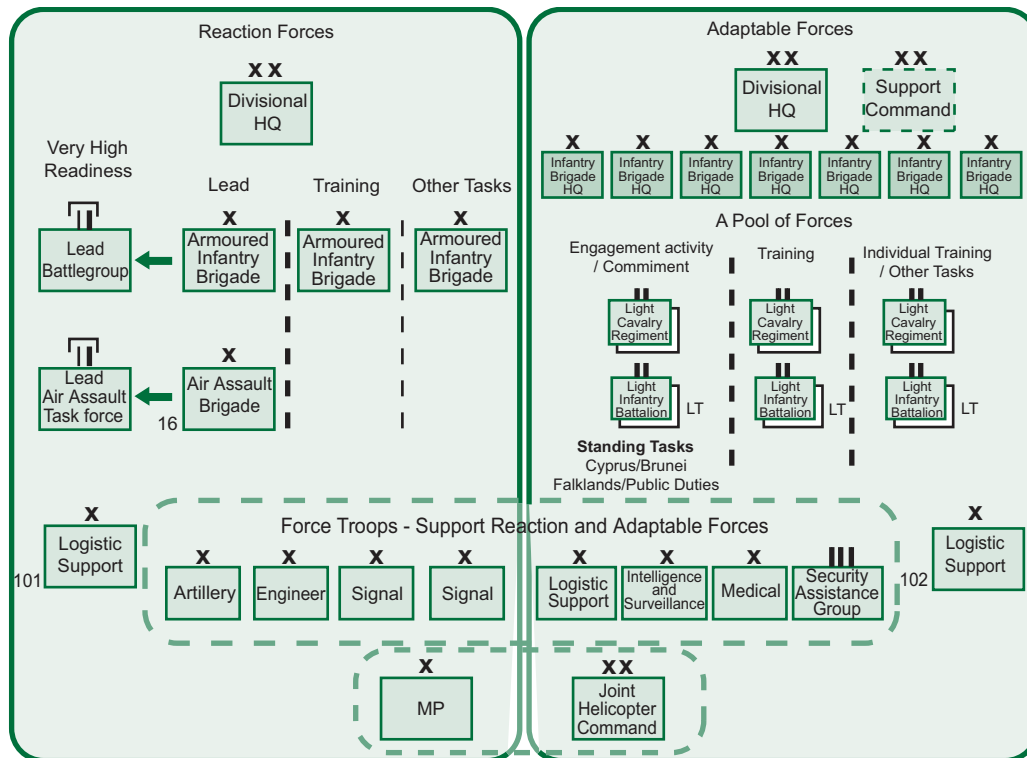 Reaction Forces
X X
Divisional
HQ
Very High
Readiness
Lead
Training
Other Tasks
Lead
Battlegroup
X
Armoured
Infantry
Brigade
X
Armoured
Infantry
Brigade
X
Armoured
Infantry
Brigade
Lead
Air Assault
Task force
16
X
Air Assault
Brigade
X
Logistic
Support
101
Adaptable Forces
X X
Divisional
HQ
X X
Support
Command
X
Infantry
Brigade
HQ
X
Infantry
Brigade
HQ
X
Infantry
Brigade
HQ
X
Infantry
Brigade
HQ
X
Infantry
Brigade
HQ
X
Infantry
Brigade
HQ
X
Infantry
Brigade
HQ
A Pool of Forces
Engagement activity
/ Commiment
Training
Individual Training
/ Other Tasks
Light
Cavalry
Regiment
Light
Cavalry
Regiment
Light
Cavalry
Regiment
Light
Infantry
Battalion
LT
Light
Infantry
Battalion
LT
Light
Infantry
Battalion
LT
Standing Tasks
Cyprus/Brunei
Falklands/Public Duties
X
Logistic
Support
102
Force Troops - Support Reaction and Adaptable Forces
X
Artillery
X
Engineer
X
Signal
X
Signal
X
Logistic
Support
X
Intelligence
and
Surveillance
X
Medical
III
Security
Assistance
Group
X
MP
X X
Joint
Helicopter
Command